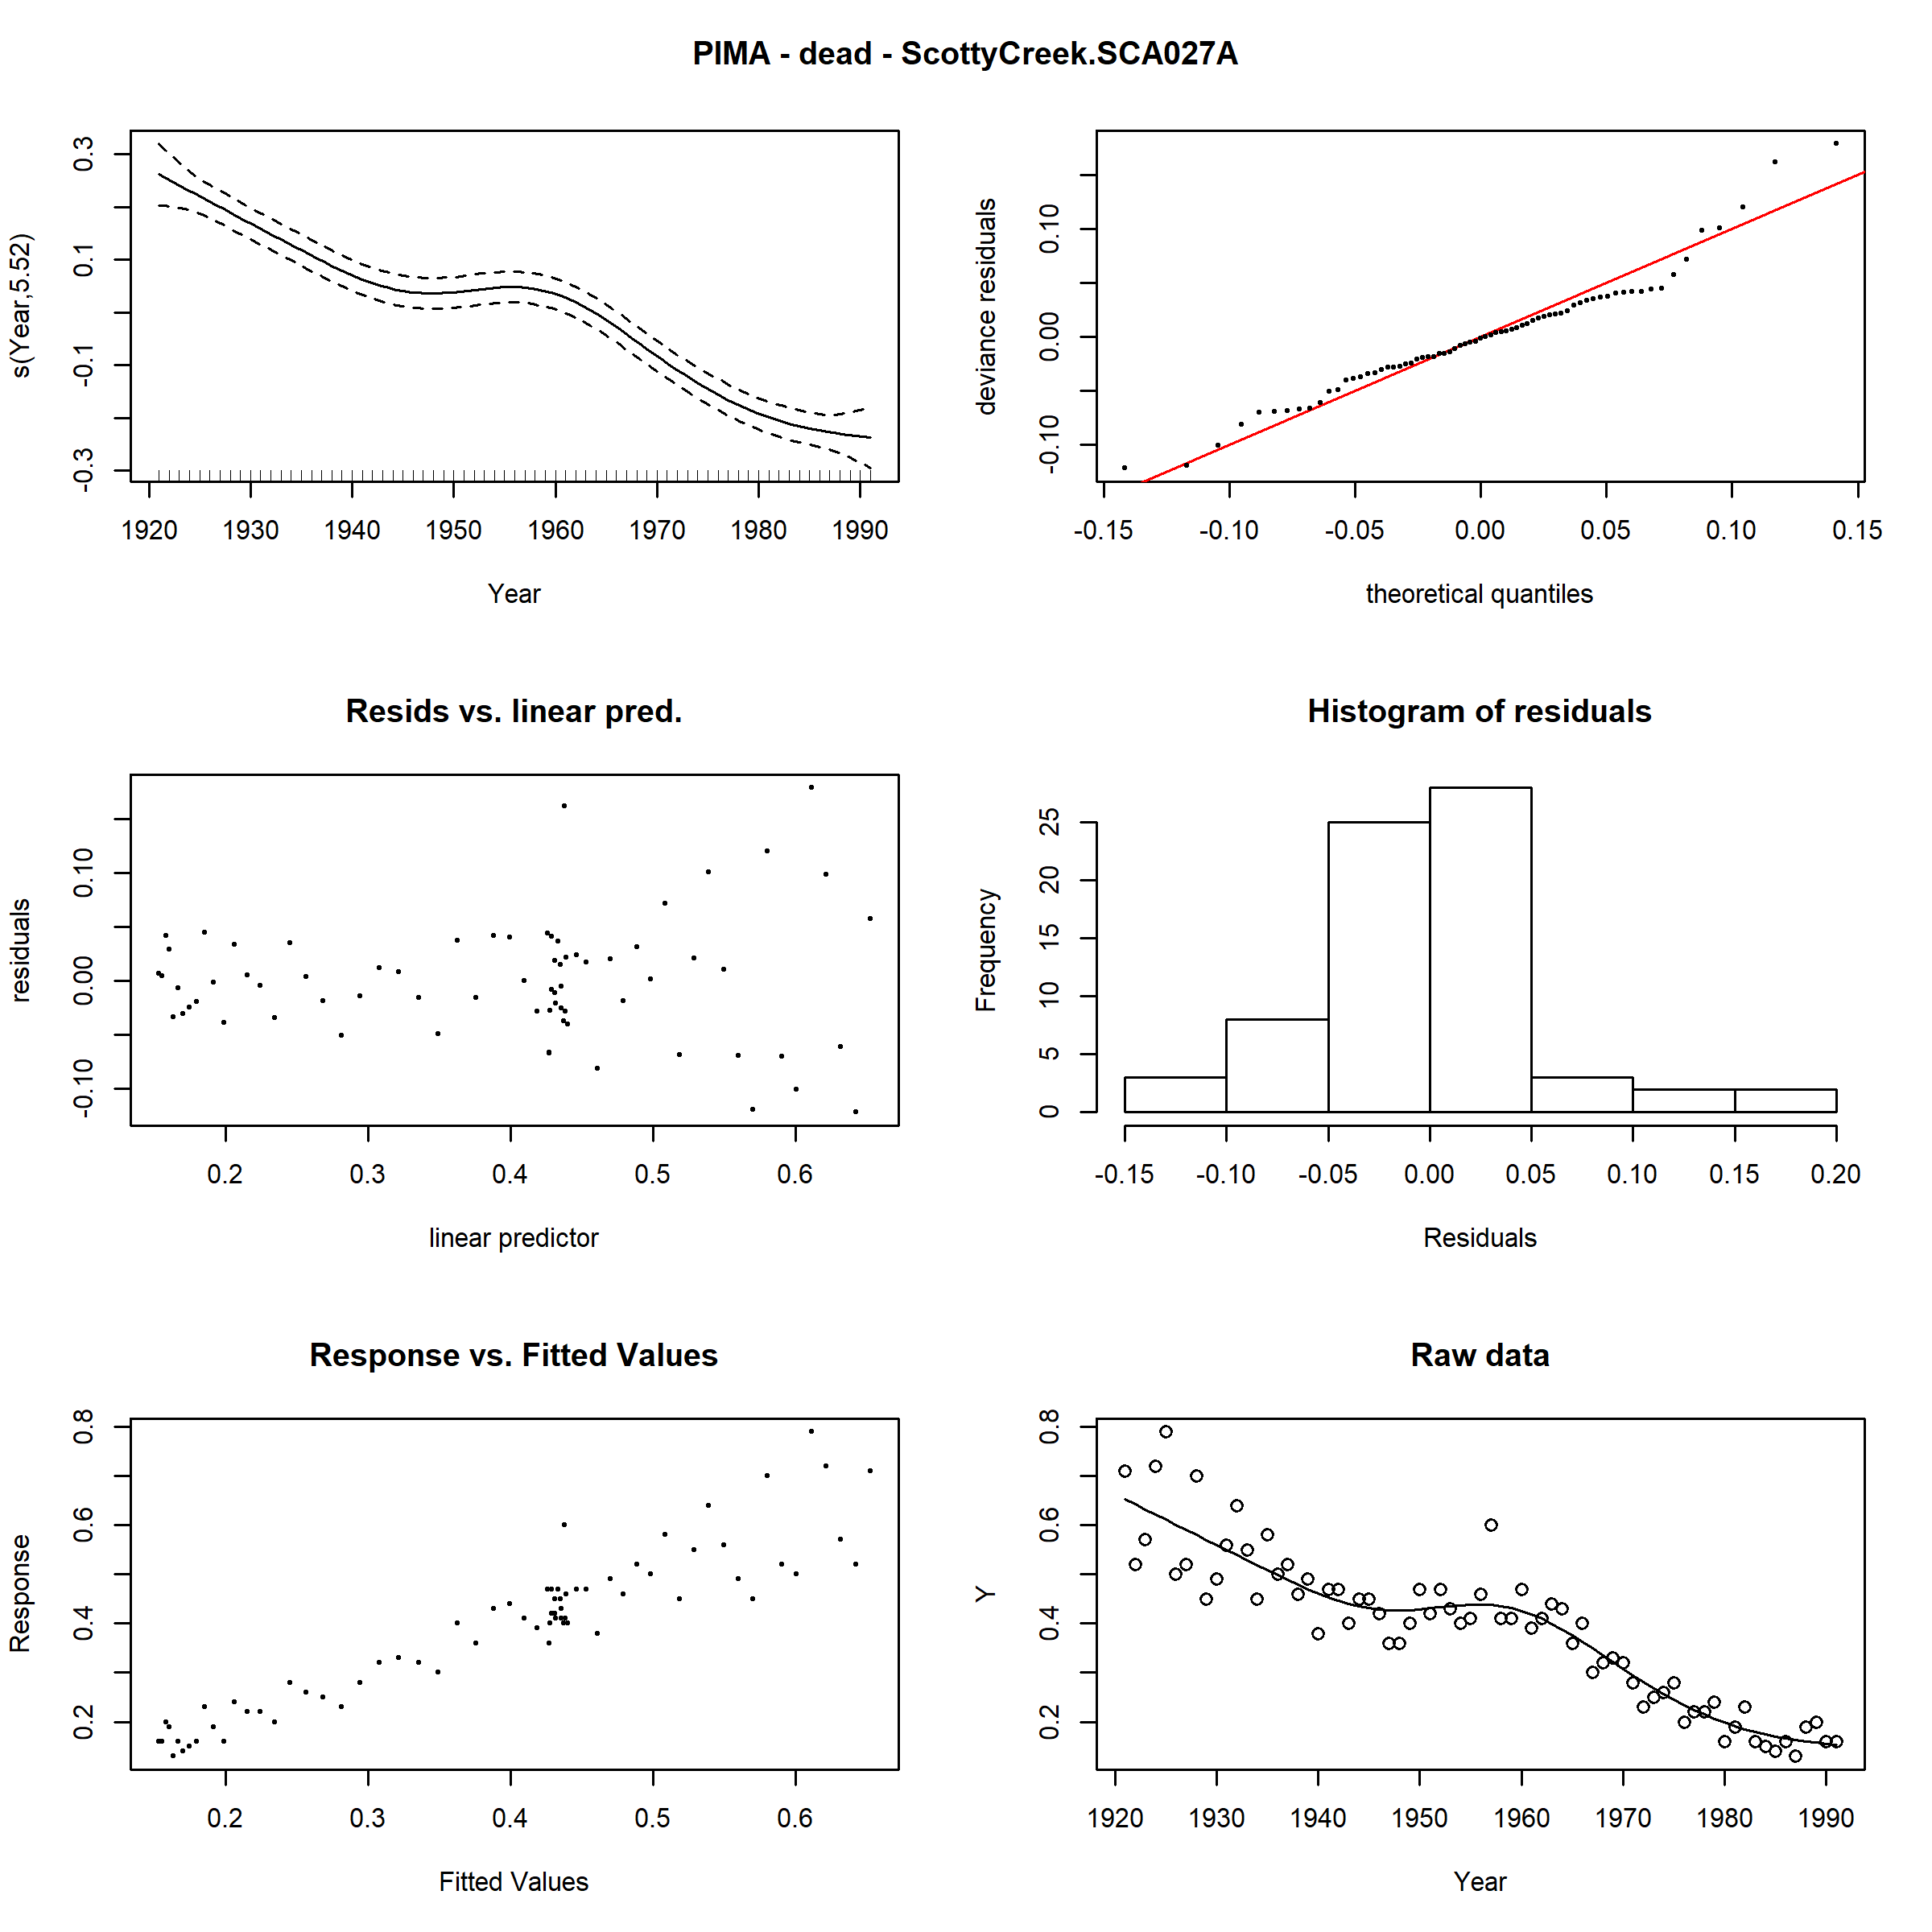 PIMA - dead - ScottyCreek.SCA027A
s(Year,5.52)
0.3
0.1
-0.1
-0.3
1920 1930 1940 1950 1960 1970 1980 1990
Year
deviance residuals
0.10
0.00
-0.10
-0.15 -0.10 -0.05 0.00 0.05 0.10 0.15
theoretical quantiles
Resids vs. linear pred.
residuals
0.10
0.00
-0.10
0.2 0.3 0.4 0.5 0.6
linear predictor
Histogram of residuals
Frequency
25
20
15
10
5
0
-0.15 -0.10 -0.05 0.00 0.05 0.10 0.15 0.20
Residuals
Response vs. Fitted Values
Response
0.8
0.6
0.4
0.2
0.2 0.3 0.4 0.5 0.6
Fitted Values
Raw data
Y
0.8
0.6
0.4
0.2
1920 1930 1940 1950 1960 1970 1980 1990
Year